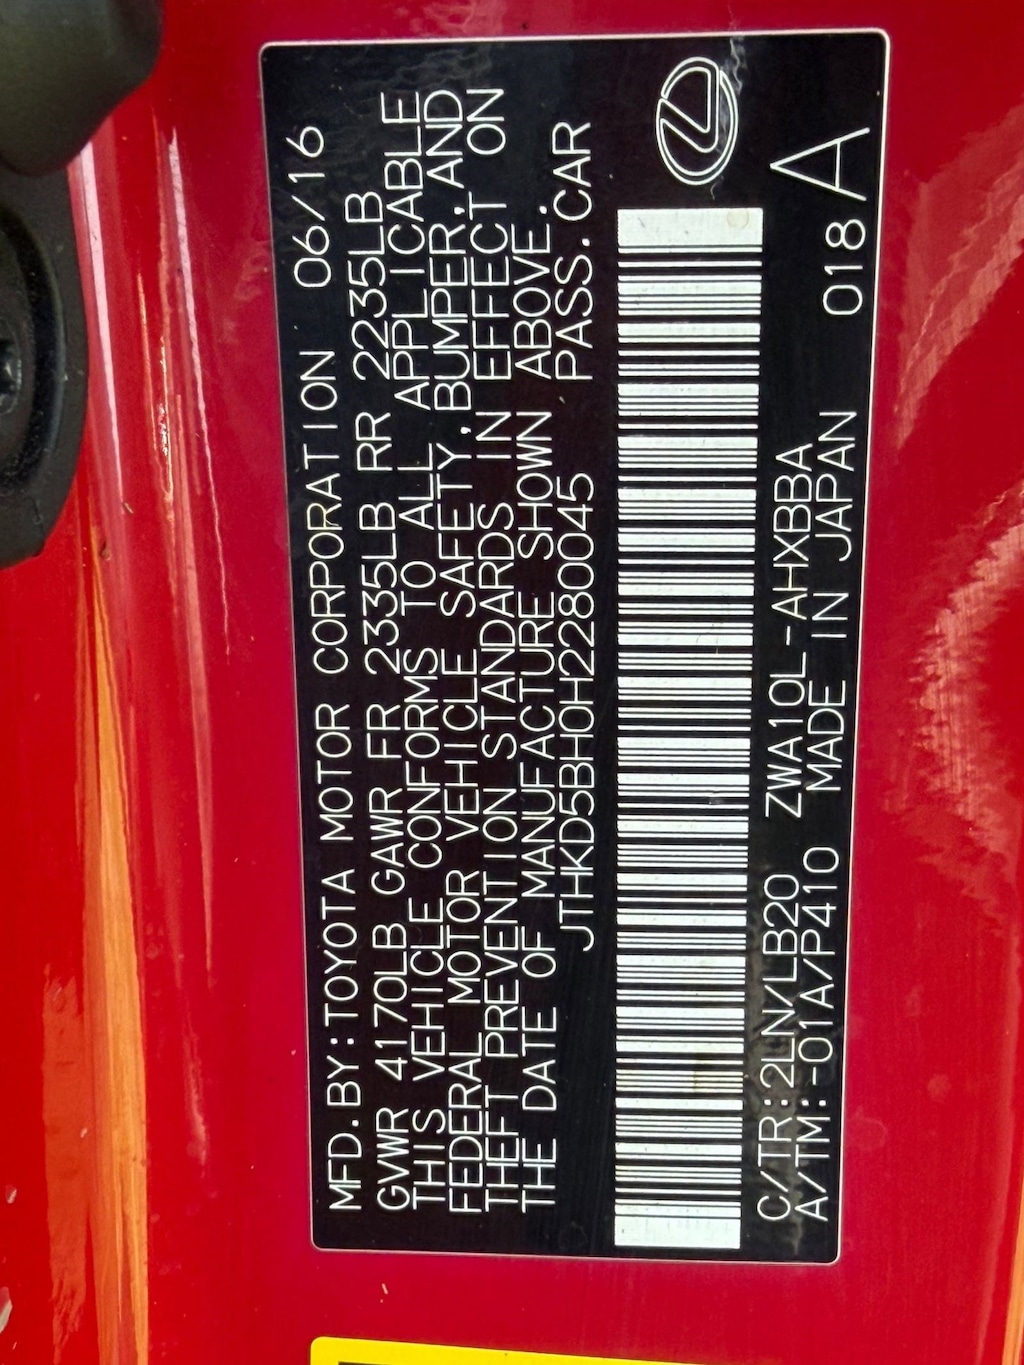 MFD.BY:TOYOTA MOTOR CORPORATION 06/16
GVWR 4170LB GAWR FR 2335LB RR 2235LB
THIS VEHICLE CONFORMS TO ALL APPLICABLE
FEDERAL MOTOR VEHICLE SAFETY,BUMPER,AND
THEFT PREVENTION STANDARDS IN EFFECT ON
THE DATE OF MANUFACTURE SHOWN ABOVE.
JTHKD5BH0H2280045 PASS.CAR
C/TR:2LN/LB20 ZWA10L-AHXBBA
A/TM:-01A/P410 MADE IN JAPAN 018 A